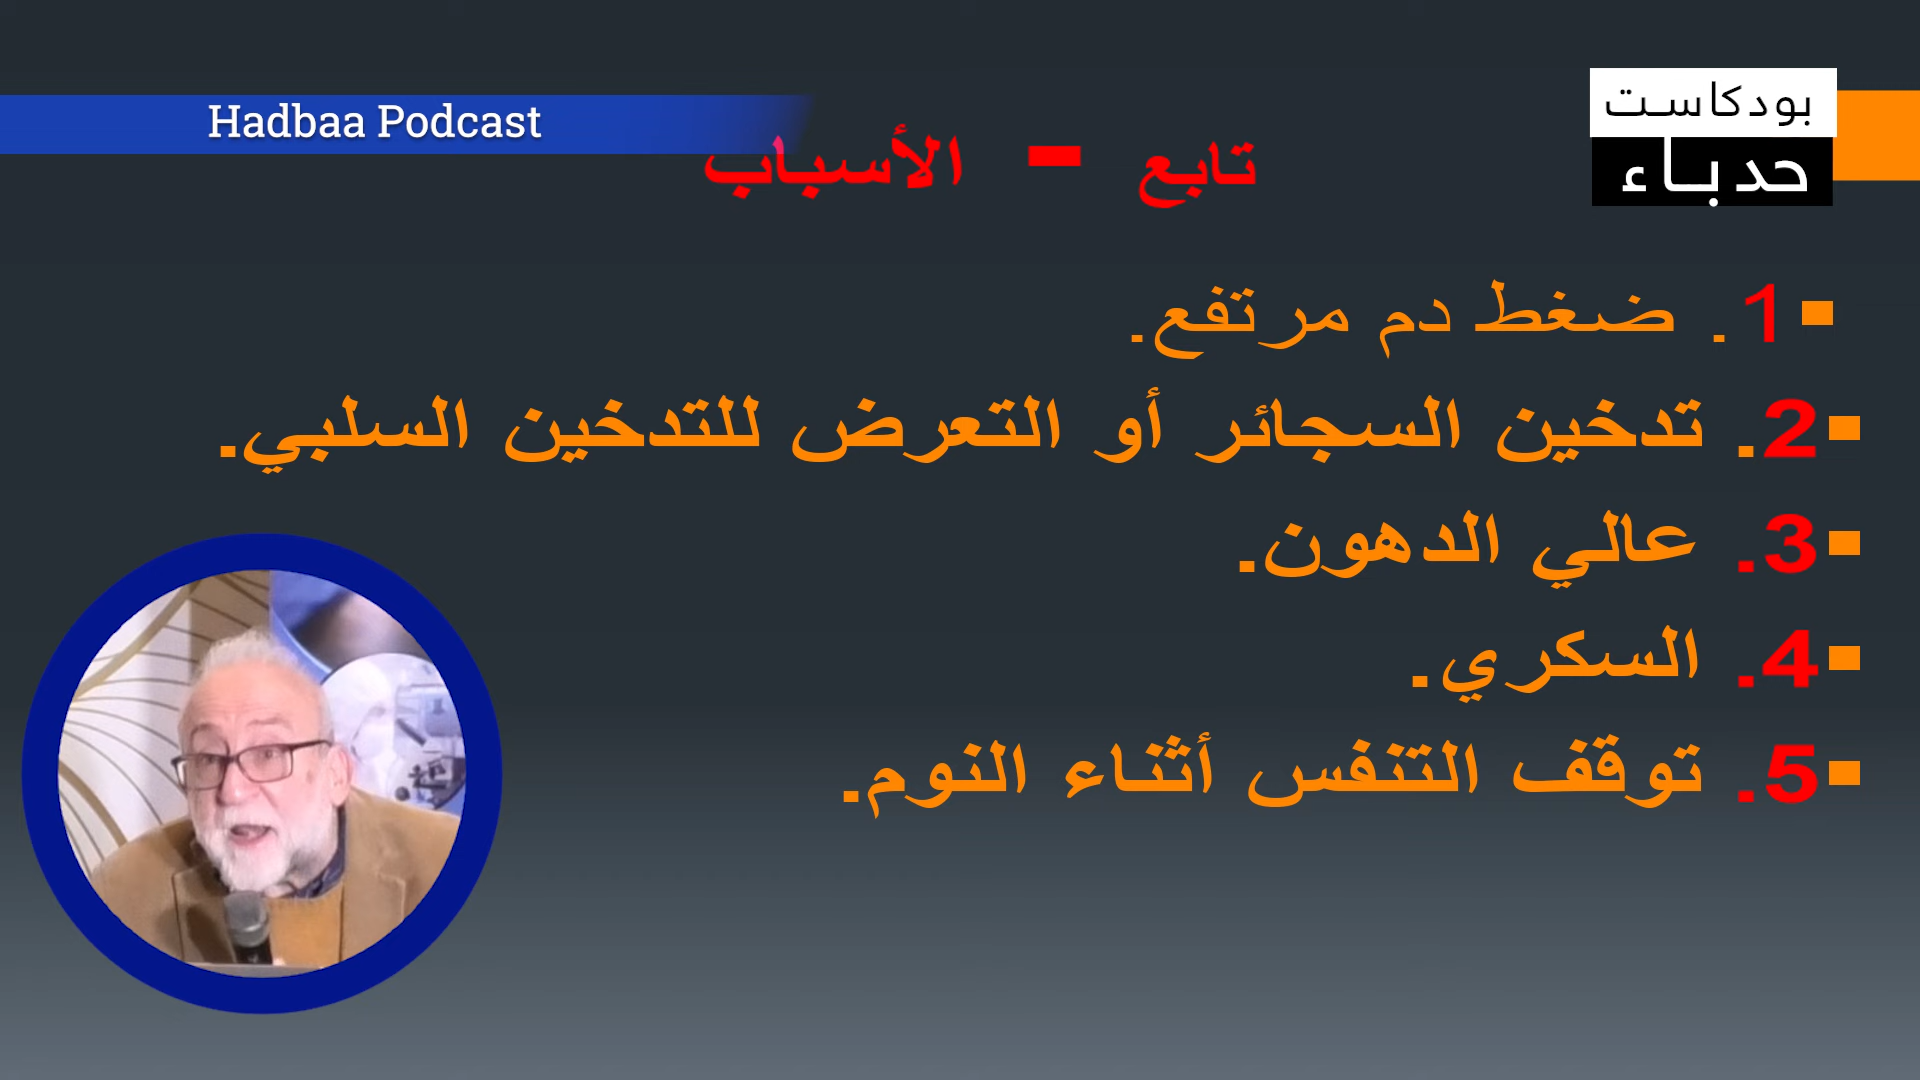 Hadbaa Podcast
بودكاست
حدباء
تابع - الأسباب
1. ضغط دم مرتفع.
2. تدخين السجائر أو التعرض للتدخين السلبي.
3. عالي الدهون.
4. السكري.
5. توقف التنفس أثناء النوم.